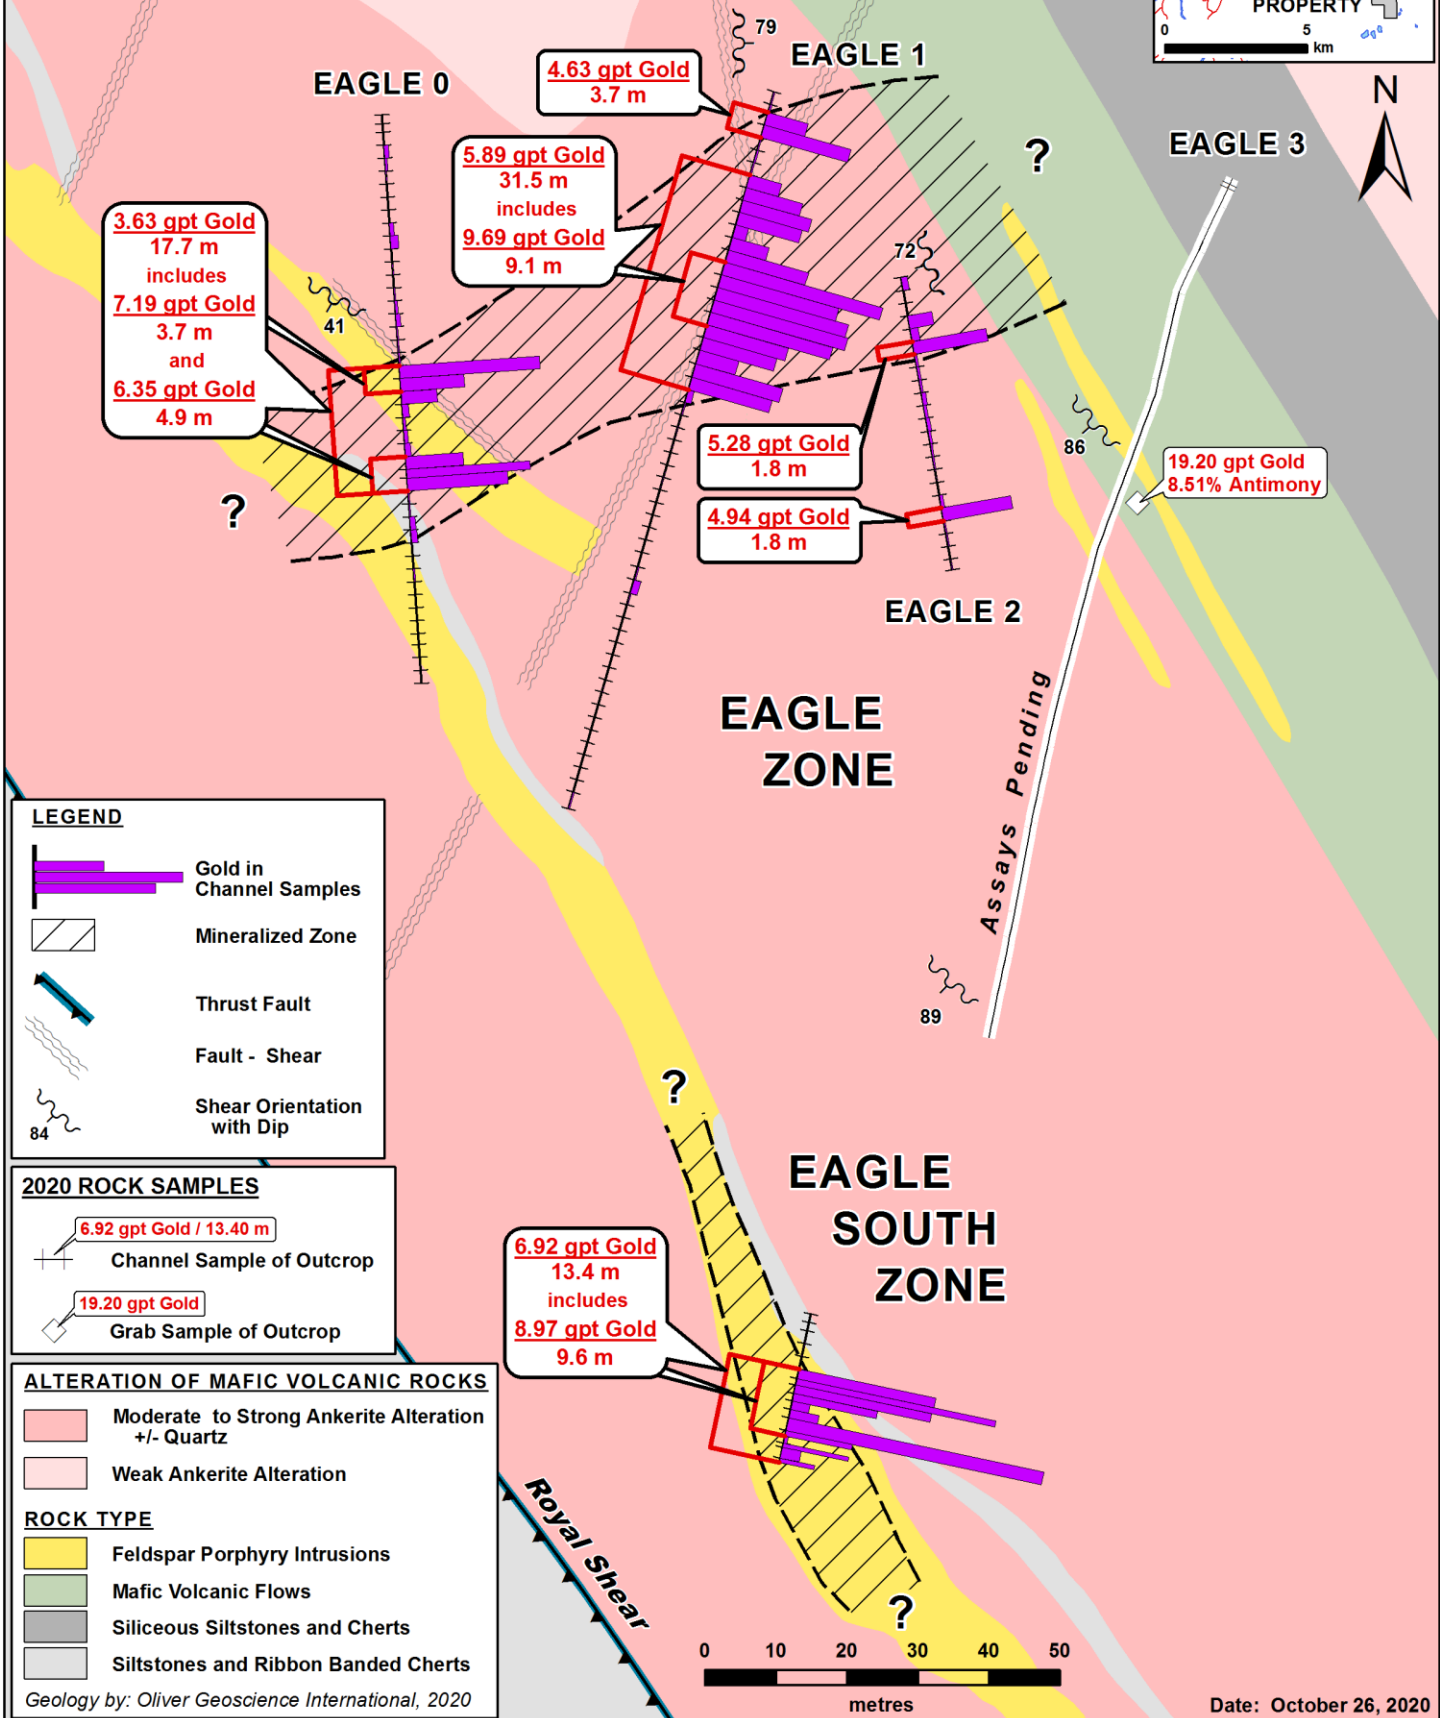 PROPERTY
0 5
km
N
79
EAGLE 1
EAGLE 0
4.63 gpt Gold
3.7 m
EAGLE 3
?
5.89 gpt Gold
31.5 m
includes
9.69 gpt Gold
9.1 m
3.63 gpt Gold
17.7 m
includes
7.19 gpt Gold
3.7 m
and
6.35 gpt Gold
4.9 m
72
41
5.28 gpt Gold
1.8 m
86
19.20 gpt Gold
8.51% Antimony
?
4.94 gpt Gold
1.8 m
EAGLE 2
EAGLE
ZONE
Assays Pending
LEGEND
Gold in
Channel Samples
Mineralized Zone
Thrust Fault
Fault - Shear
Shear Orientation
with Dip
84
89
?
2020 ROCK SAMPLES
6.92 gpt Gold / 13.40 m
Channel Sample of Outcrop
19.20 gpt Gold
Grab Sample of Outcrop
EAGLE
SOUTH
ZONE
6.92 gpt Gold
13.4 m
includes
8.97 gpt Gold
9.6 m
ALTERATION OF MAFIC VOLCANIC ROCKS
Moderate to Strong Ankerite Alteration
+/- Quartz
Weak Ankerite Alteration
ROCK TYPE
Feldspar Porphyry Intrusions
Mafic Volcanic Flows
Siliceous Siltstones and Cherts
Siltstones and Ribbon Banded Cherts
Geology by: Oliver Geoscience International, 2020
Royal Shear
?
0 10 20 30 40 50
metres
Date: October 26, 2020